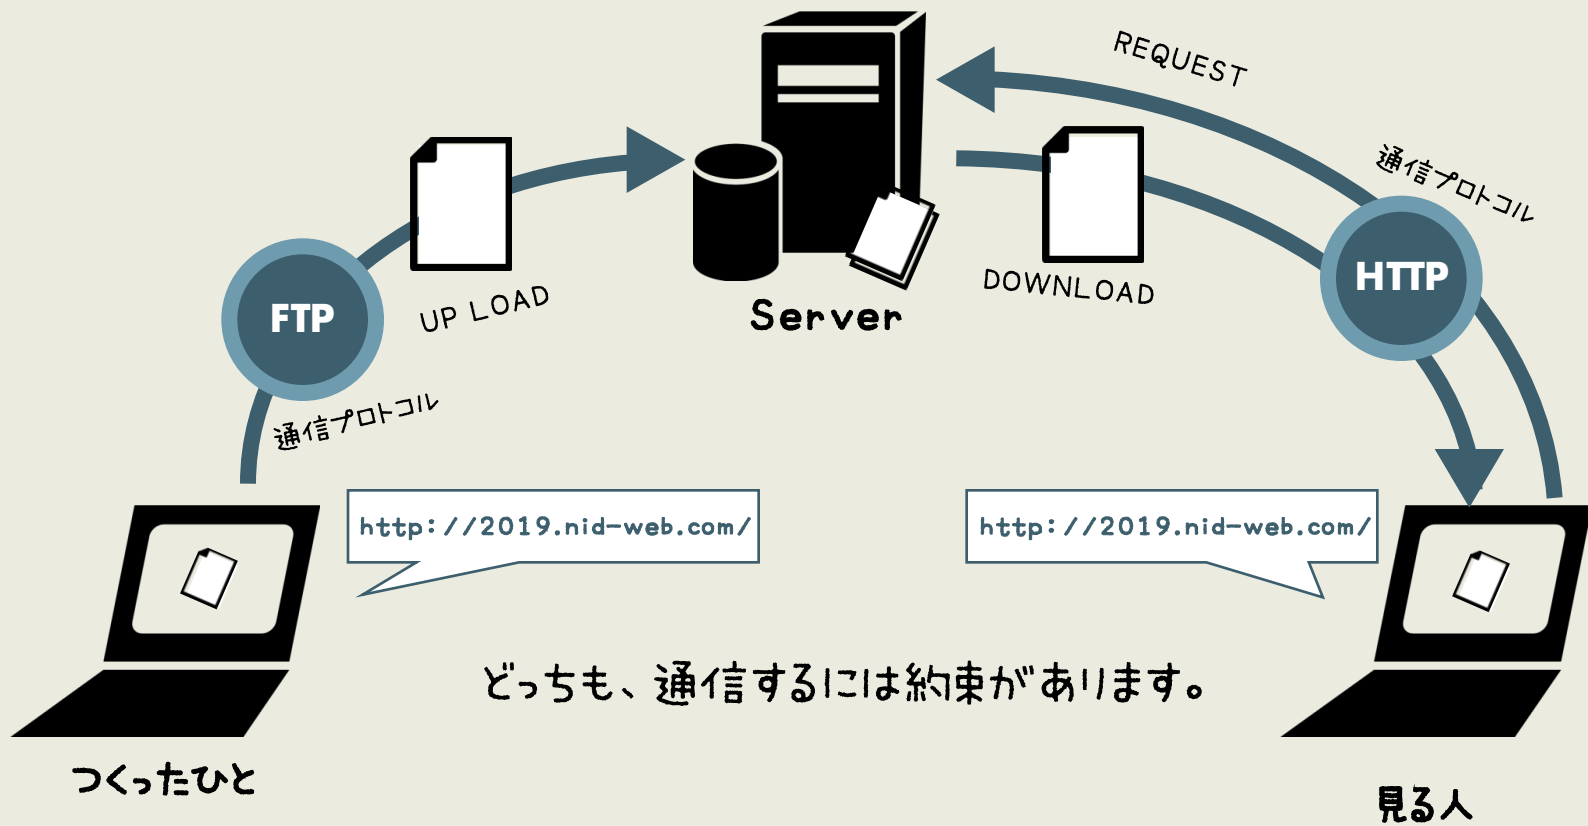 REQUEST
通信プロトコル
HTTP
DOWNLOAD
UP LOAD
Server
FTP
通信プロトコル
http://2019.nid-web.com/
http://2019.nid-web.com/
どっちも、通信するには約束があります。
つくったひと
見る人